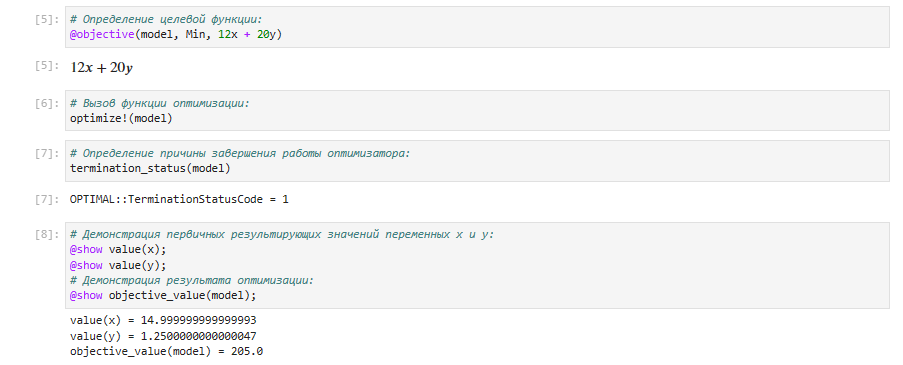 [5]: # Определение целевой функции:
@objective(model, Min, 12x + 20y)
[5]: 12x + 20y
[6]: # Вызов функции оптимизации:
optimize!(model)
[7]: # Определение причины завершения работы оптимизатора:
termination_status(model)
[7]: OPTIMAL::TerminationStatusCode = 1
[8]: # Демонстрация первичных результирующих значений переменных x и y:
@show value(x);
@show value(y);
# Демонстрация результата оптимизации:
@show objective_value(model);
value(x) = 14.999999999999993
value(y) = 1.2500000000000047
objective_value(model) = 205.0